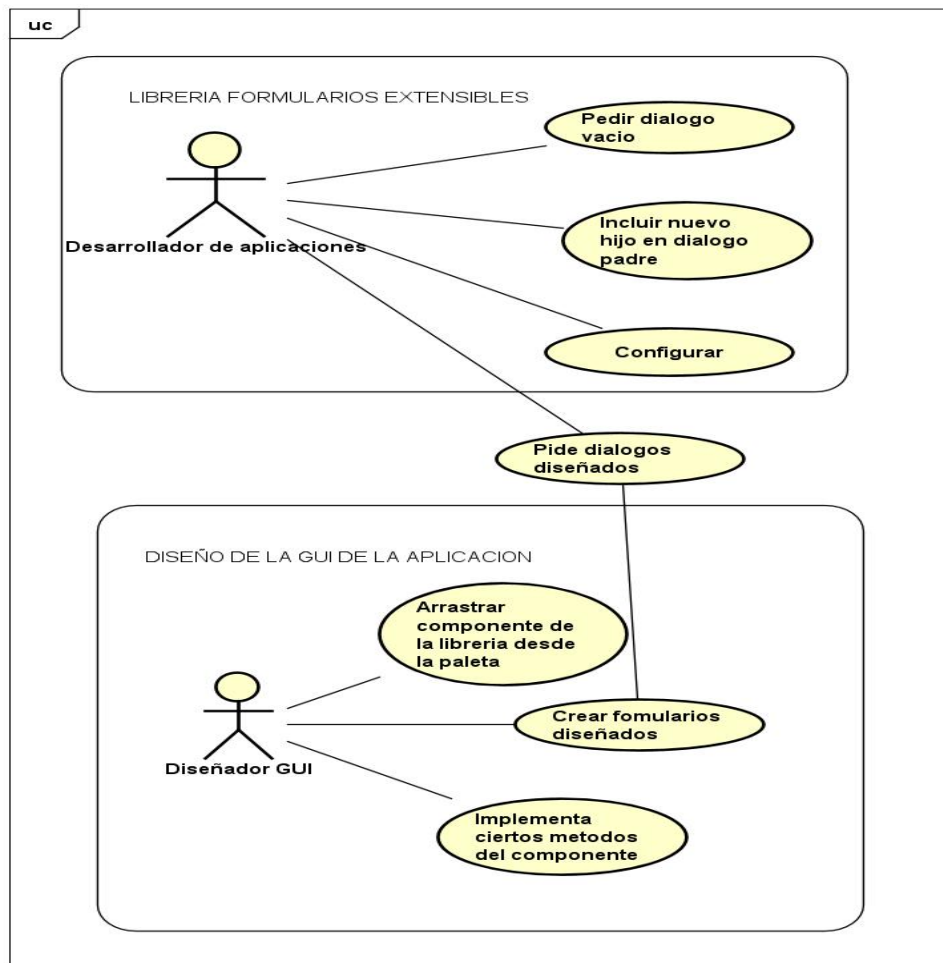 uc
LIBRERIA FORMULARIOS EXTENSIBLES
Pedir dialogo
vacio
Desarrollador de aplicaciones
Incluir nuevo
hijo en dialogo
padre
Configurar
Pide dialogos
diseñados
DISEÑO DE LA GUI DE LA APLICACION
Arrastrar
componente de
la libreria desde
la paleta
Crear fomularios
diseñados
Diseñador GUI
Implementa
ciertos metodos
del componente